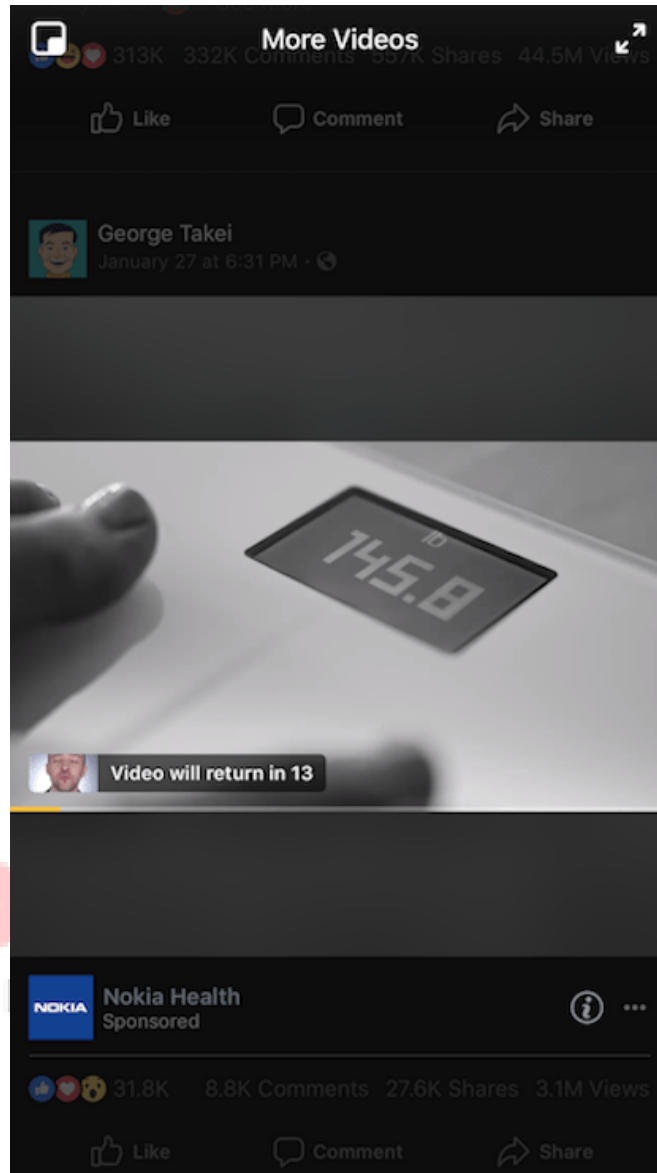 More Videos
313K 332K Comments 557K Shares 44.5M Views
Like Comment Share
George Takei
January 27 at 6:31 PM
145.8
Video will return in 13
NOKIA Nokia Health
Sponsored
31.8K 8.8K Comments 27.6K Shares 3.1M Views
Like Comment Share